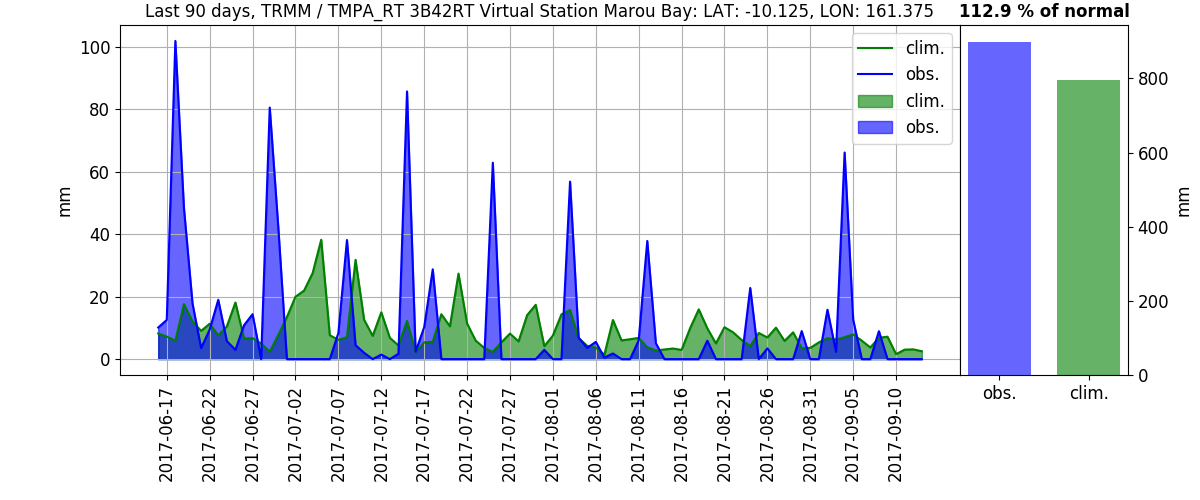 Last 90 days, TRMM / TMPA_RT 3B42RT Virtual Station Marou Bay: LAT: -10.125, LON: 161.375
112.9 % of normal
100
80
60
40
20
0
mm
clim.
obs.
clim.
obs.
800
600
400
200
0
mm
2017-06-17
2017-06-22
2017-06-27
2017-07-02
2017-07-07
2017-07-12
2017-07-17
2017-07-22
2017-07-27
2017-08-01
2017-08-06
2017-08-11
2017-08-16
2017-08-21
2017-08-26
2017-08-31
2017-09-05
2017-09-10
obs.
clim.